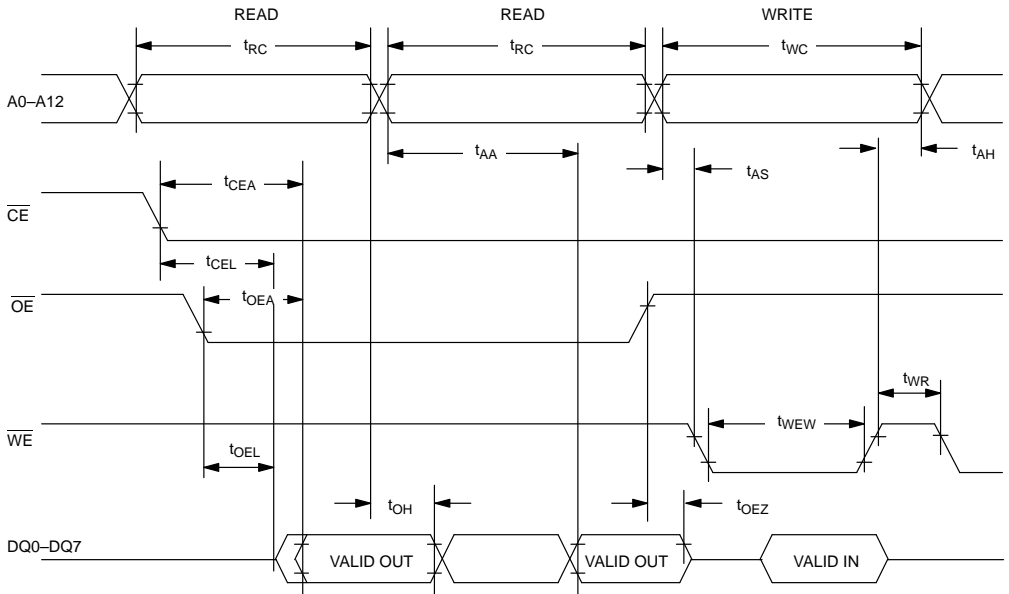 READ READ WRITE
tRC tRC tWC
A0–A12
tAA tAS tAH
tCEA
CE
tCEL
OE tOEA
tWR
WE tWEW
tOEL
tOH tOEZ
DQ0–DQ7 VALID OUT VALID OUT VALID IN